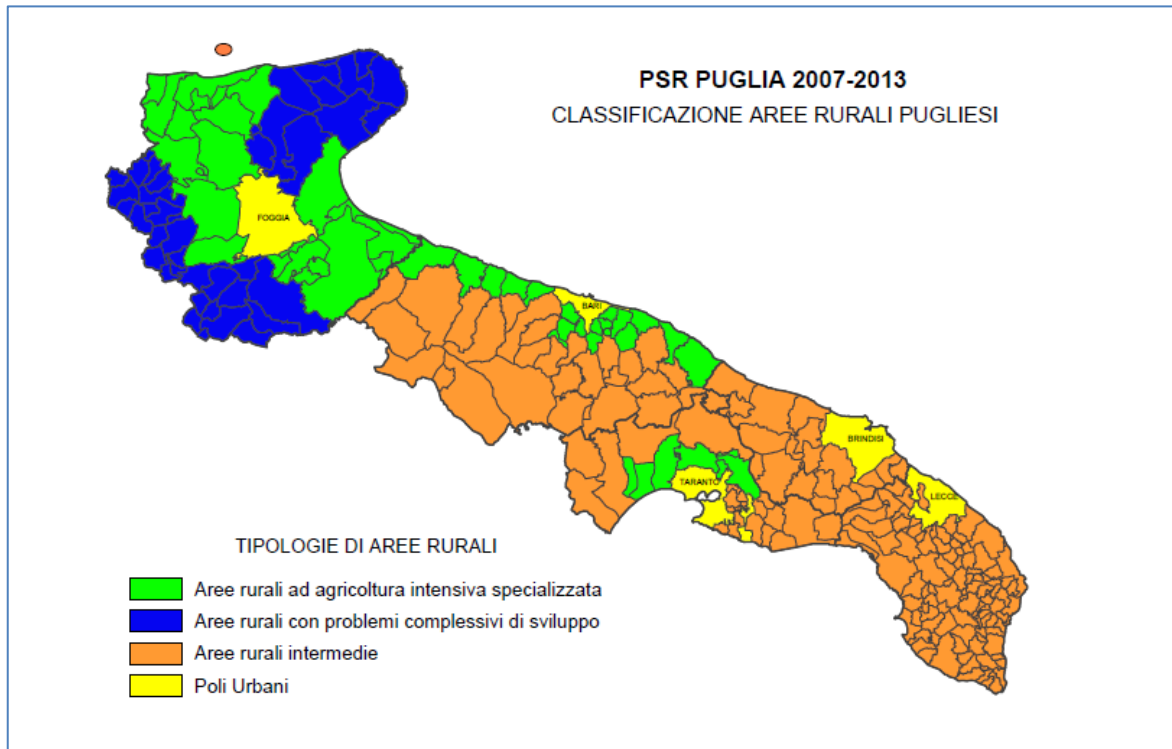 PSR PUGLIA 2007-2013
CLASSIFICAZIONE AREE RURALI PUGLIESI
FOGGIA
BARI
BRINDISI
TARANTO
LECCE
TIPOLOGIE DI AREE RURALI
Aree rurali ad agricoltura intensiva specializzata
Aree rurali con problemi complessivi di sviluppo
Aree rurali intermedie
Poli Urbani